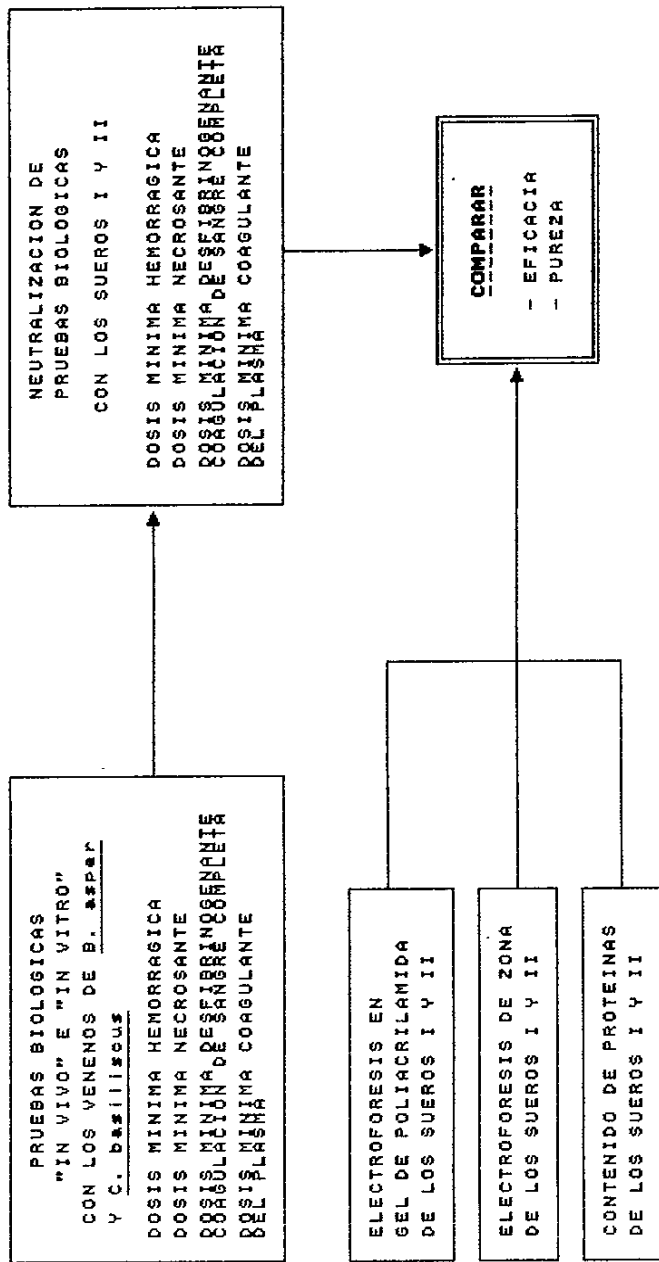 PRUEBAS BIOLOGICAS
"IN VIVO" E "IN VITRO"
CON LOS VENENOS DE B. asper
Y C. basiliscus
DOSIS MINIMA HEMORRAGICA
DOSIS MINIMA NECROSANTE
DOSIS MINIMA DESFIBRINOGENANTE
COAGULACION DE SANGRE COMPLETA
DOSIS MINIMA COAGULANTE
DEL PLASMA
NEUTRALIZACION DE
PRUEBAS BIOLOGICAS
CON LOS SUEROS I Y II
DOSIS MINIMA HEMORRAGICA
DOSIS MINIMA NECROSANTE
DOSIS MINIMA DESFIBRINOGENANTE
COAGULACION DE SANGRE COMPLETA
DOSIS MINIMA COAGULANTE
DEL PLASMA
ELECTROFORESIS EN
GEL DE POLIACRILAMIDA
DE LOS SUEROS I Y II
ELECTROFORESIS DE ZONA
DE LOS SUEROS I Y II
CONTENIDO DE PROTEINAS
DE LOS SUEROS I Y II
COMPARAR
- EFICACIA
- PUREZA